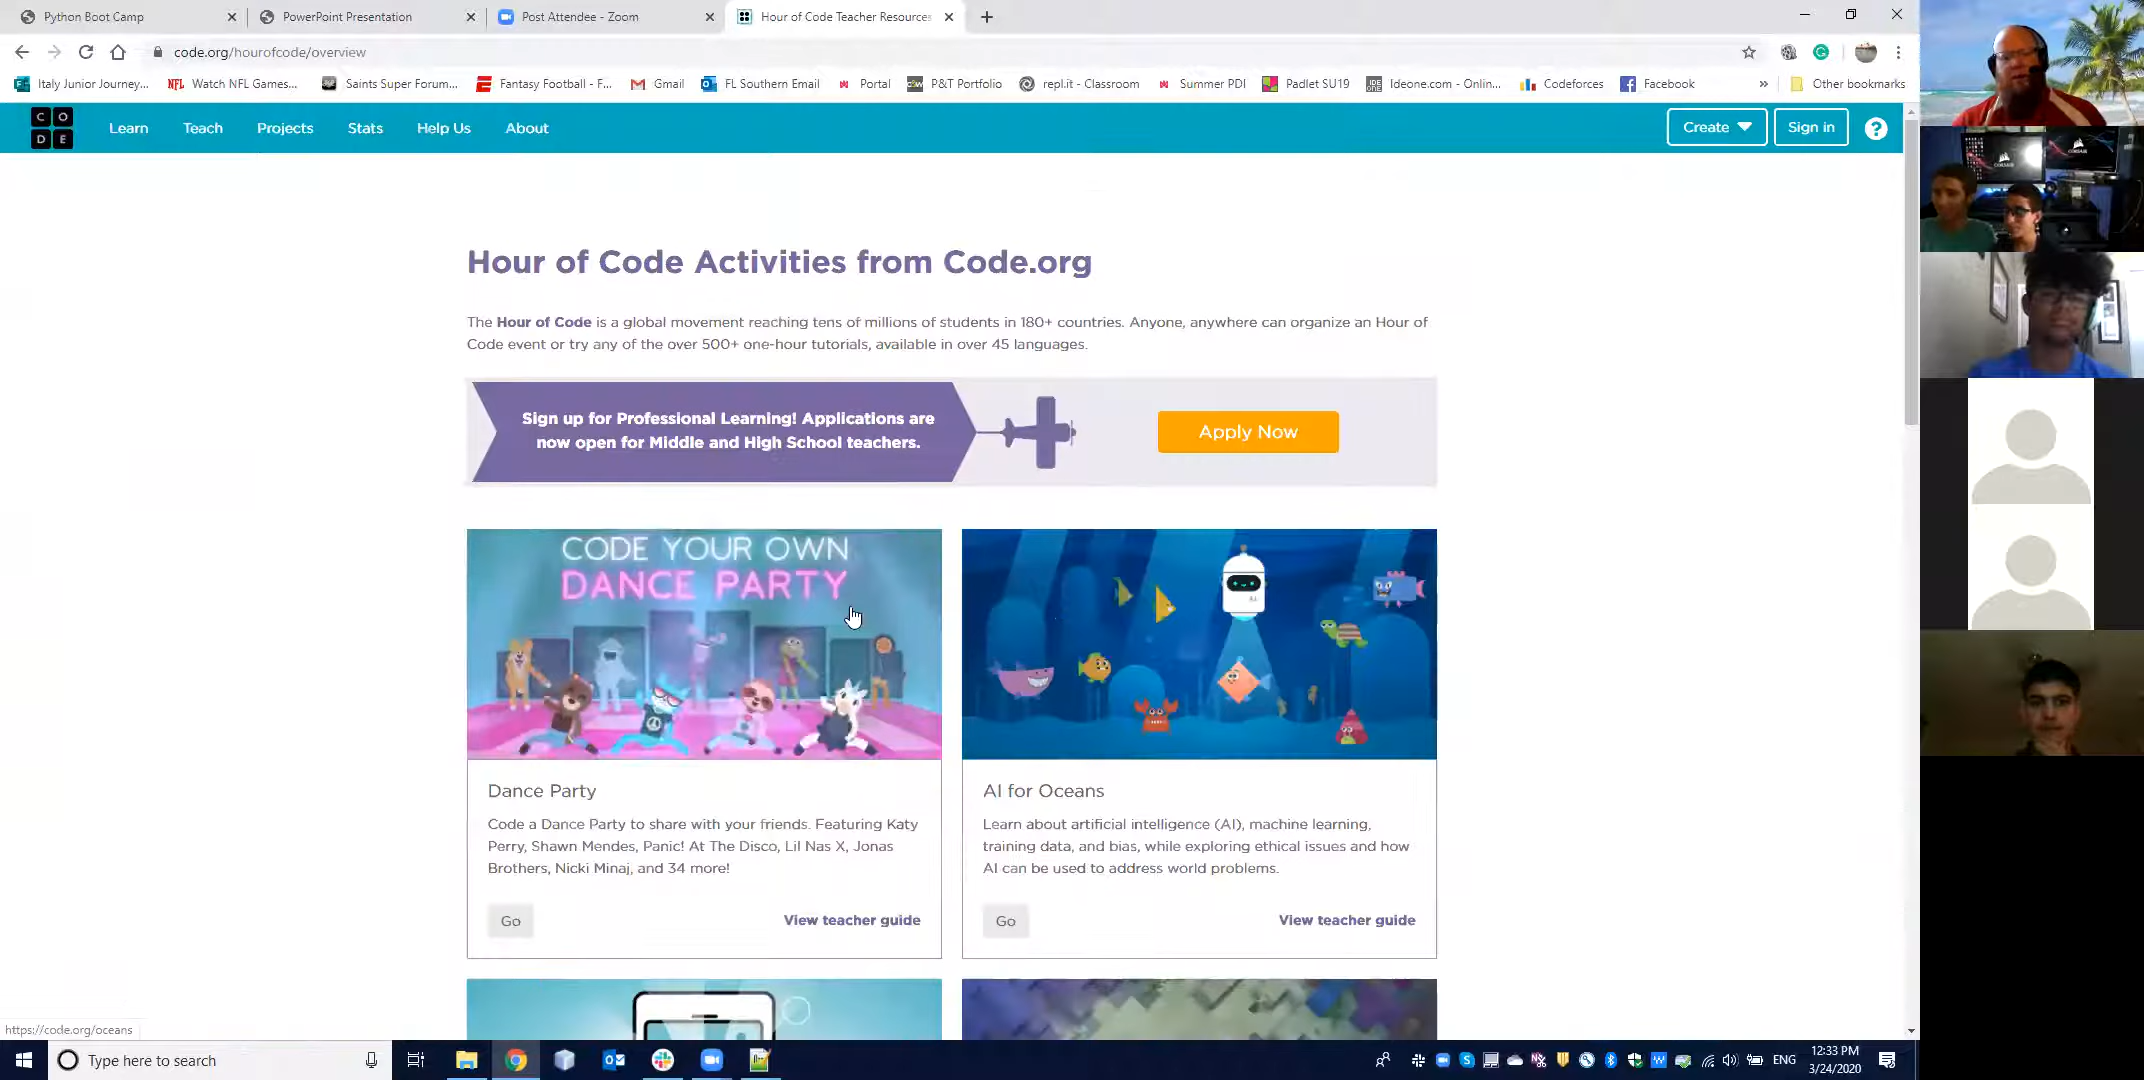 Python Boot Camp
PowerPoint Presentation
Post Attendee - Zoom
Hour of Code Teacher Resources
code.org/hourofcode/overview
Italy Junior Journey...
NFL Watch NFL Games...
Saints Super Forum...
Fantasy Football - F...
Gmail
FL Southern Email
Portal
P&T Portfolio
repl.it - Classroom
Summer PDI
Padlet SU19
Ideone.com - Onlin...
Codeforces
Facebook
»
Other bookmarks
CODE
Learn
Teach
Projects
Stats
Help Us
About
Create
Sign in
?
Hour of Code Activities from Code.org
The Hour of Code is a global movement reaching tens of millions of students in 180+ countries. Anyone, anywhere can organize an Hour of
Code event or try any of the over 500+ one-hour tutorials, available in over 45 languages.
Sign up for Professional Learning! Applications are
now open for Middle and High School teachers.
Apply Now
CODE YOUR OWN
DANCE PARTY
A.I.
Dance Party
Code a Dance Party to share with your friends. Featuring Katy
Perry, Shawn Mendes, Panic! At The Disco, Lil Nas X, Jonas
Brothers, Nicki Minaj, and 34 more!
Go
View teacher guide
AI for Oceans
Learn about artificial intelligence (AI), machine learning,
training data, and bias, while exploring ethical issues and how
AI can be used to address world problems.
Go
View teacher guide
https://code.org/oceans
Type here to search
ENG
12:33 PM
3/24/2020
CORSAIR
CORSAIR